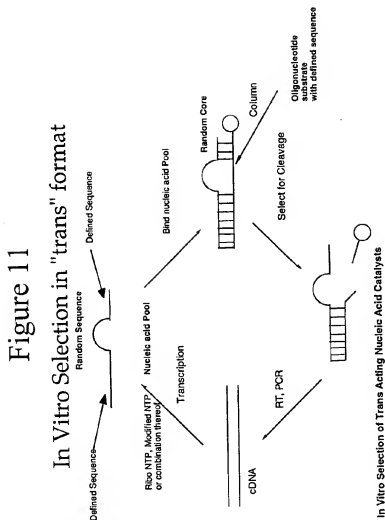 Figure 11
In Vitro Selection in "trans" format
Random Sequence
Defined Sequence
Defined Sequence
Ribo NTP, Modified NTP
or combination thereof
Nucleic acid Pool
Transcription
Bind nucleic acid Pool
Random Core
Column
Oligonucleotide
substrate
with defined sequence
Select for Cleavage
RT, PCR
cDNA
In Vitro Selection of Trans Acting Nucleic Acid Catalysts